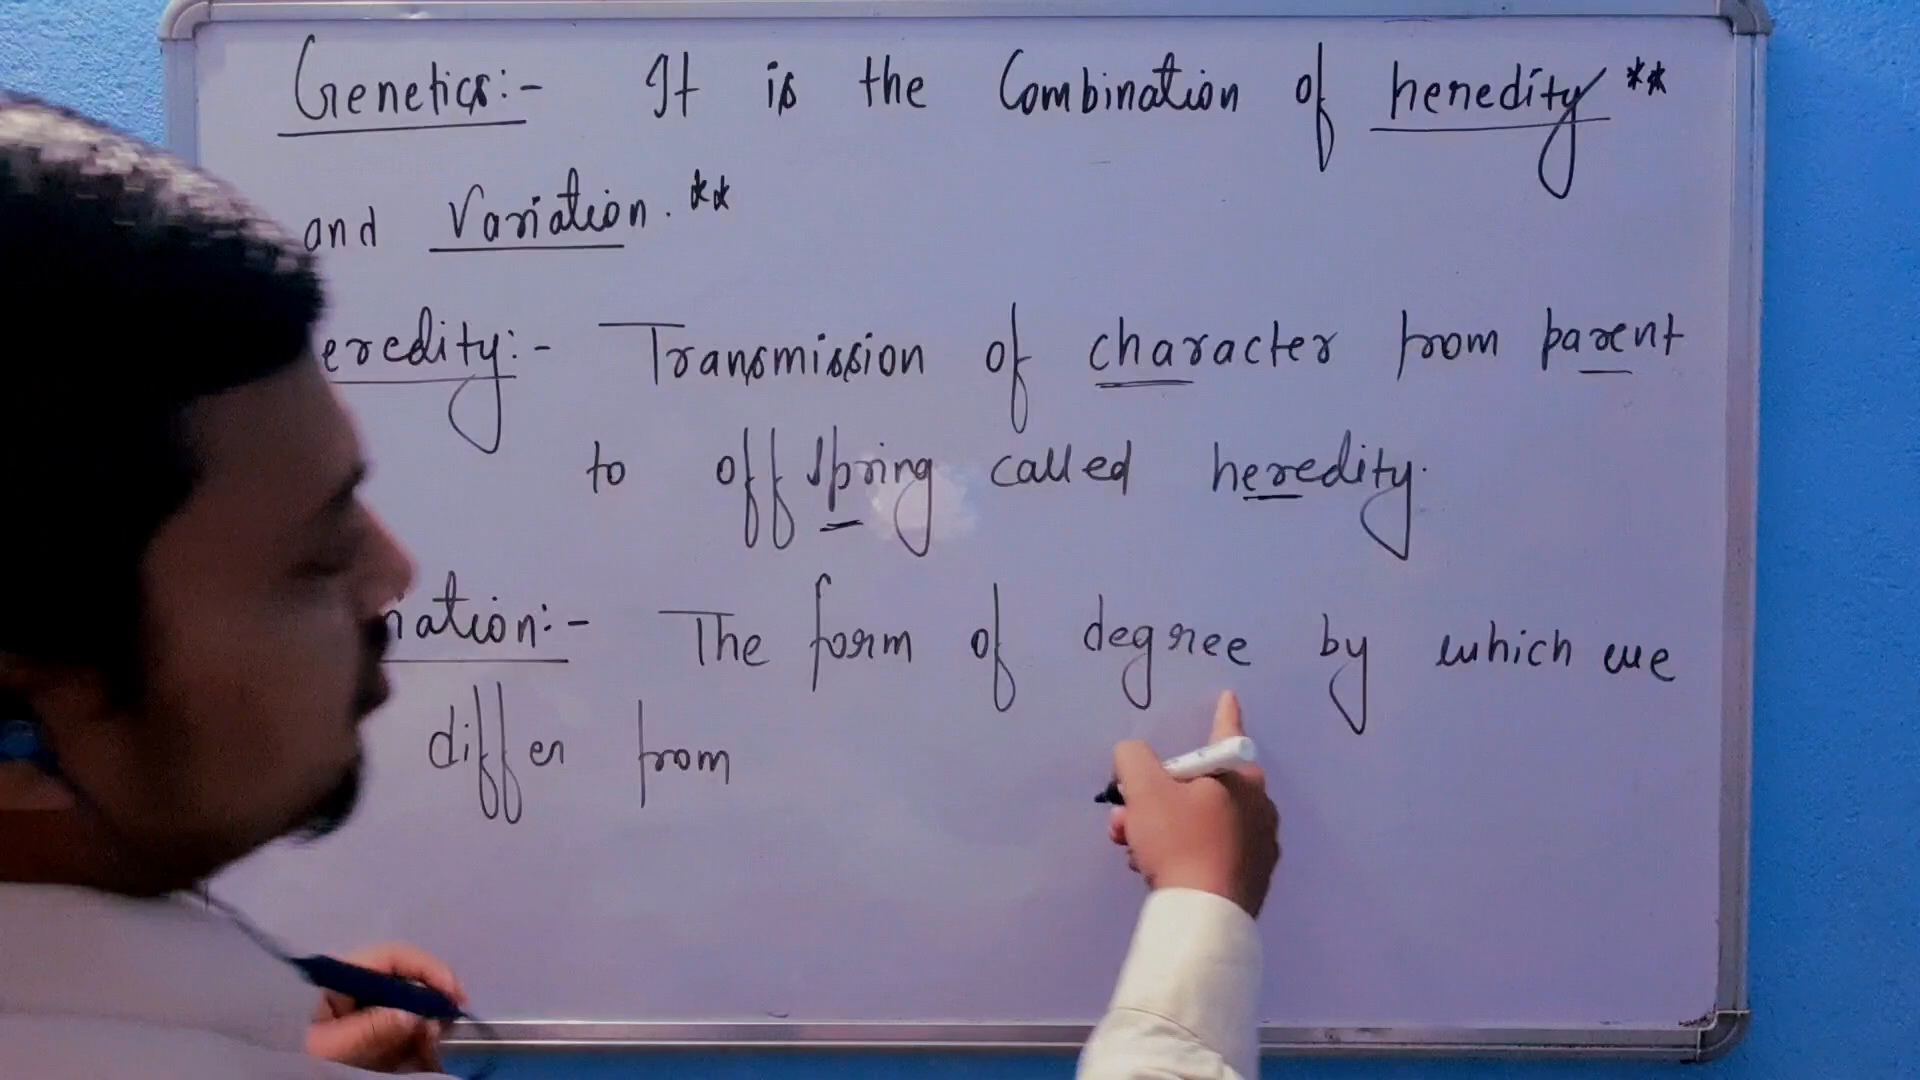 Genetics:- It is the Combination of heredity **
and Variation. **
eredity:- Transmission of character from parent
to offspring called heredity.
riation:- The form of degree by which we
differ from